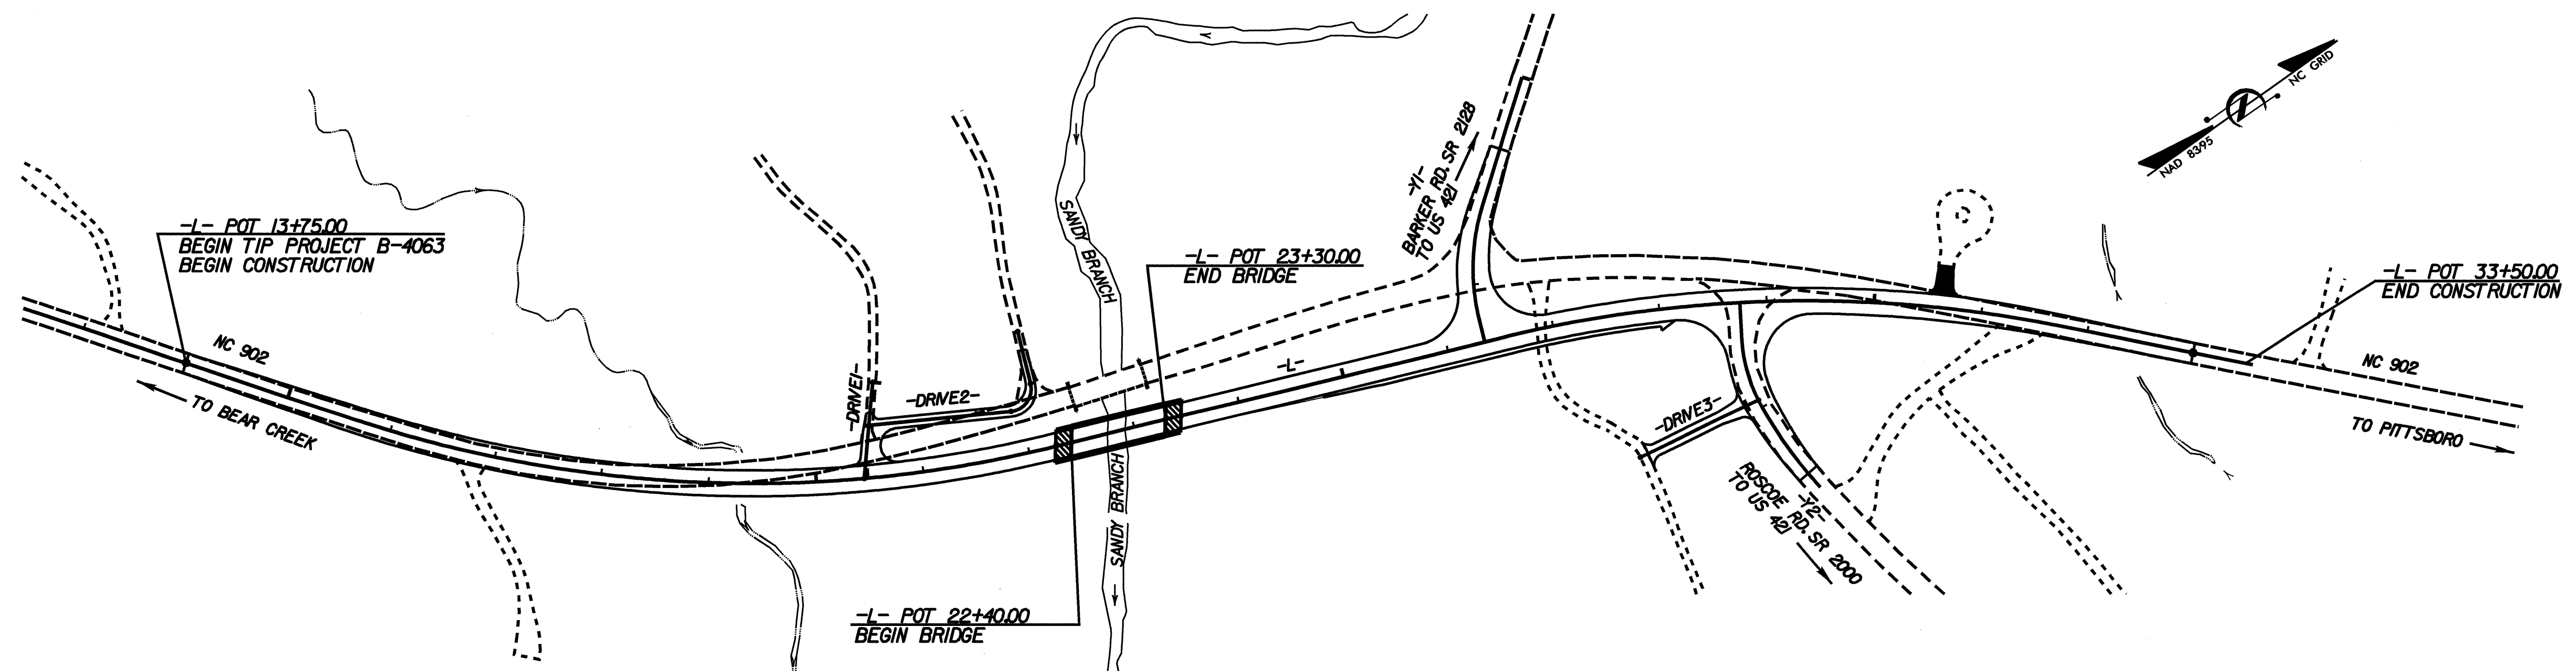 -L- POT 13+75.00
BEGIN TIP PROJECT B-4063
BEGIN CONSTRUCTION
NC 902
TO BEAR CREEK
-DRIVE1-
-DRIVE2-
SANDY BRANCH
SANDY BRANCH
-L- POT 22+40.00
BEGIN BRIDGE
-L- POT 23+30.00
END BRIDGE
-L-
-Y1-
BARKER RD. SR 2128
TO US 421
-DRIVE3-
-Y2-
ROSCOE RD. SR 2000
TO US 421
NAD 83/95
NC GRID
-L- POT 33+50.00
END CONSTRUCTION
NC 902
TO PITTSBORO